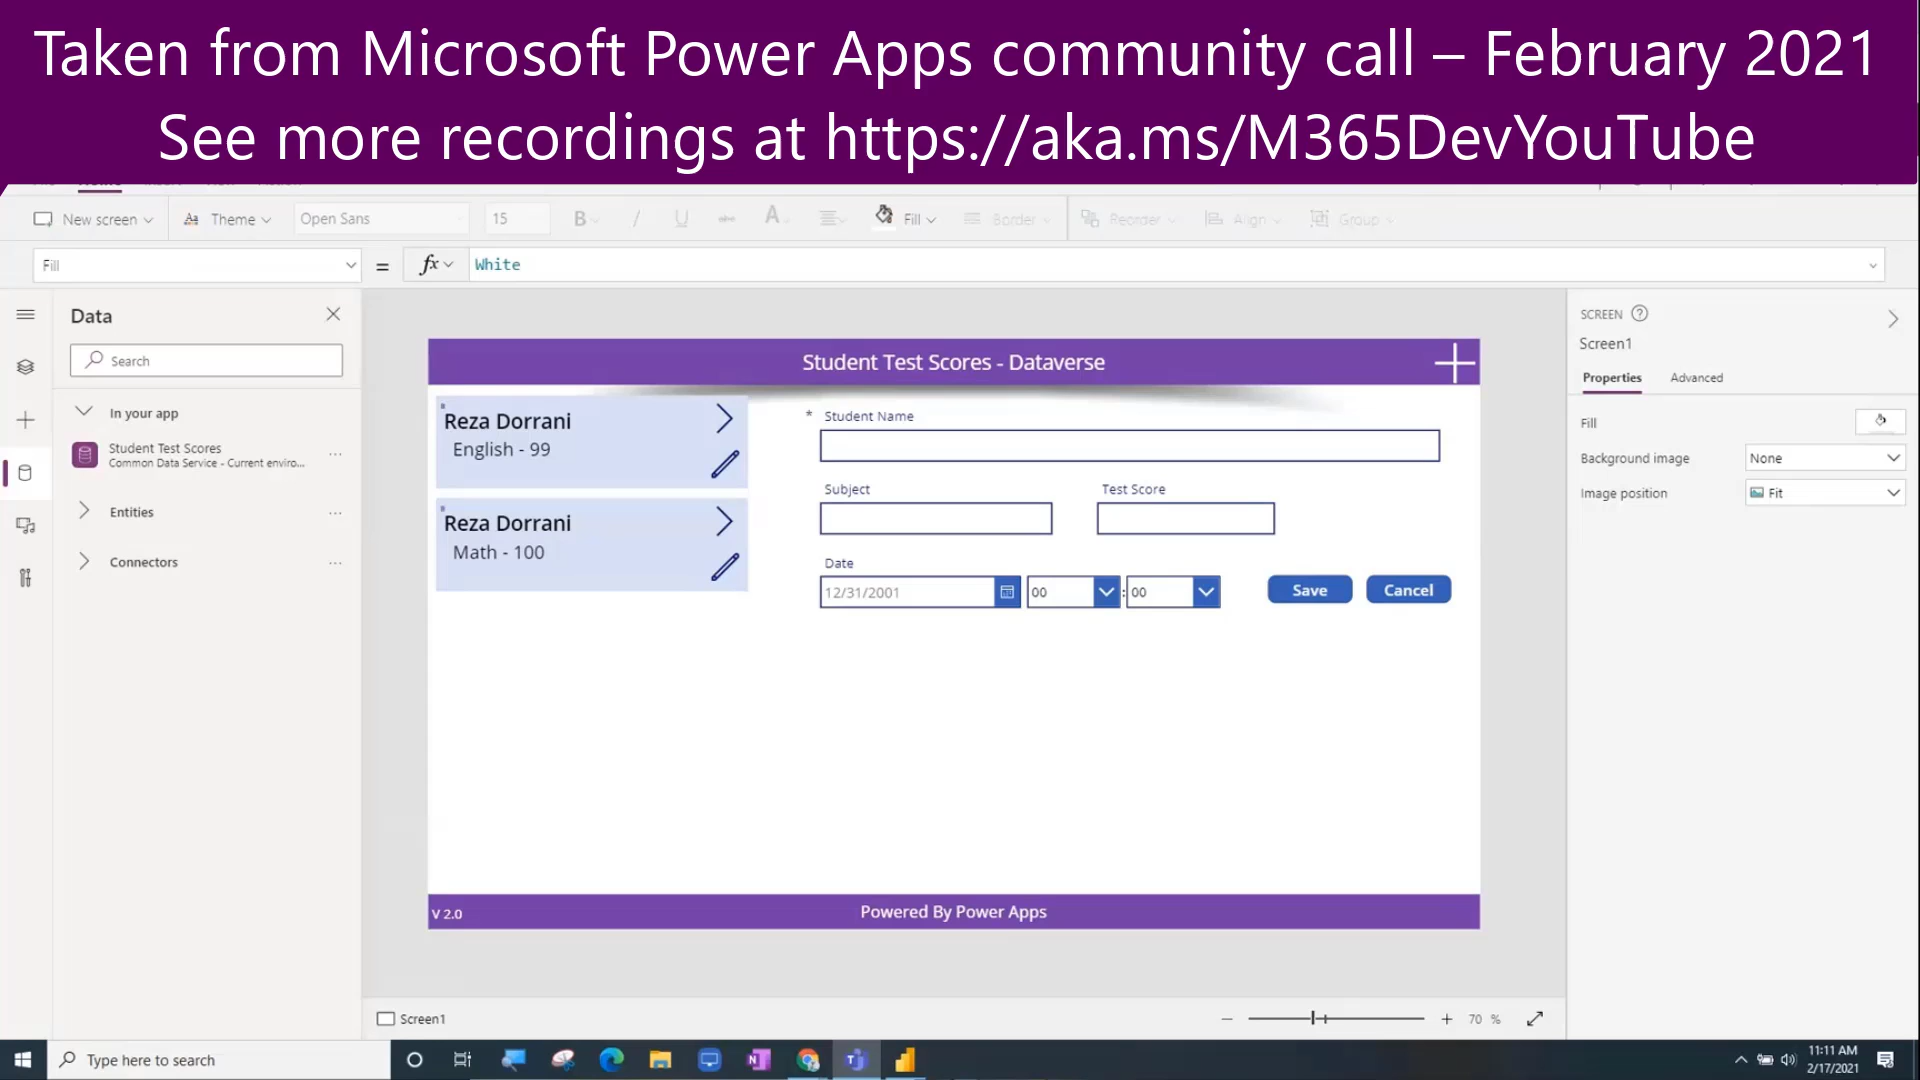 Taken from Microsoft Power Apps community call – February 2021
See more recordings at https://aka.ms/M365DevYouTube
New screen
Theme
Open Sans
15
B
I
U
abc
A
Fill
Border
Reorder
Align
Group
Fill
=
fx
White
Data
Search
In your app
Student Test Scores
Common Data Service - Current enviro...
Entities
Connectors
Student Test Scores - Dataverse
Reza Dorrani
English - 99
Reza Dorrani
Math - 100
* Student Name
Subject
Test Score
Date
12/31/2001
00
:
00
Save
Cancel
V 2.0
Powered By Power Apps
SCREEN
Screen1
Properties
Advanced
Fill
Background image
None
Image position
Fit
Screen1
70 %
Type here to search
11:11 AM
2/17/2021